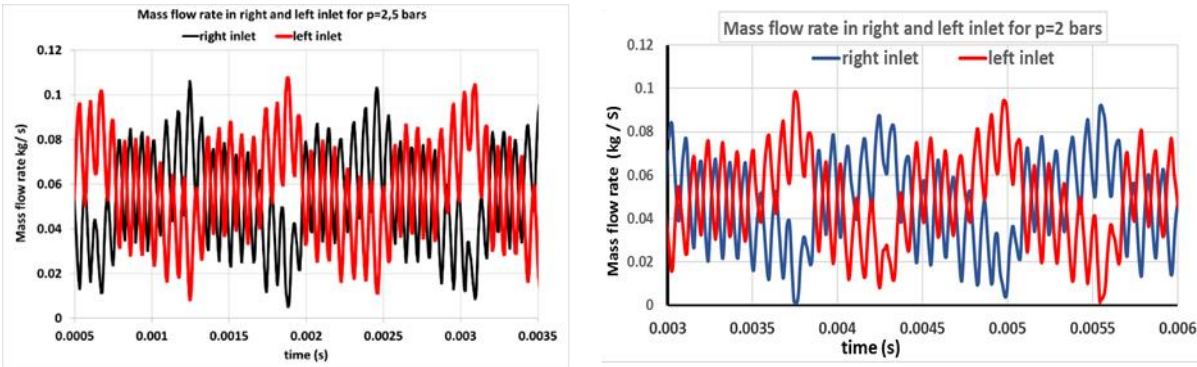 Mass flow rate in right and left inlet for p=2,5 bars
right inlet
left inlet
Mass flow rate kg/ s
0.12
0.1
0.08
0.06
0.04
0.02
0
0.0005
0.001
0.0015
0.002
0.0025
0.003
0.0035
time (s)
Mass flow rate in right and left inlet for p=2 bars
right inlet
left inlet
Mass flow rate (kg / S)
0.12
0.1
0.08
0.06
0.04
0.02
0
0.003
0.0035
0.004
0.0045
0.005
0.0055
0.006
time (s)